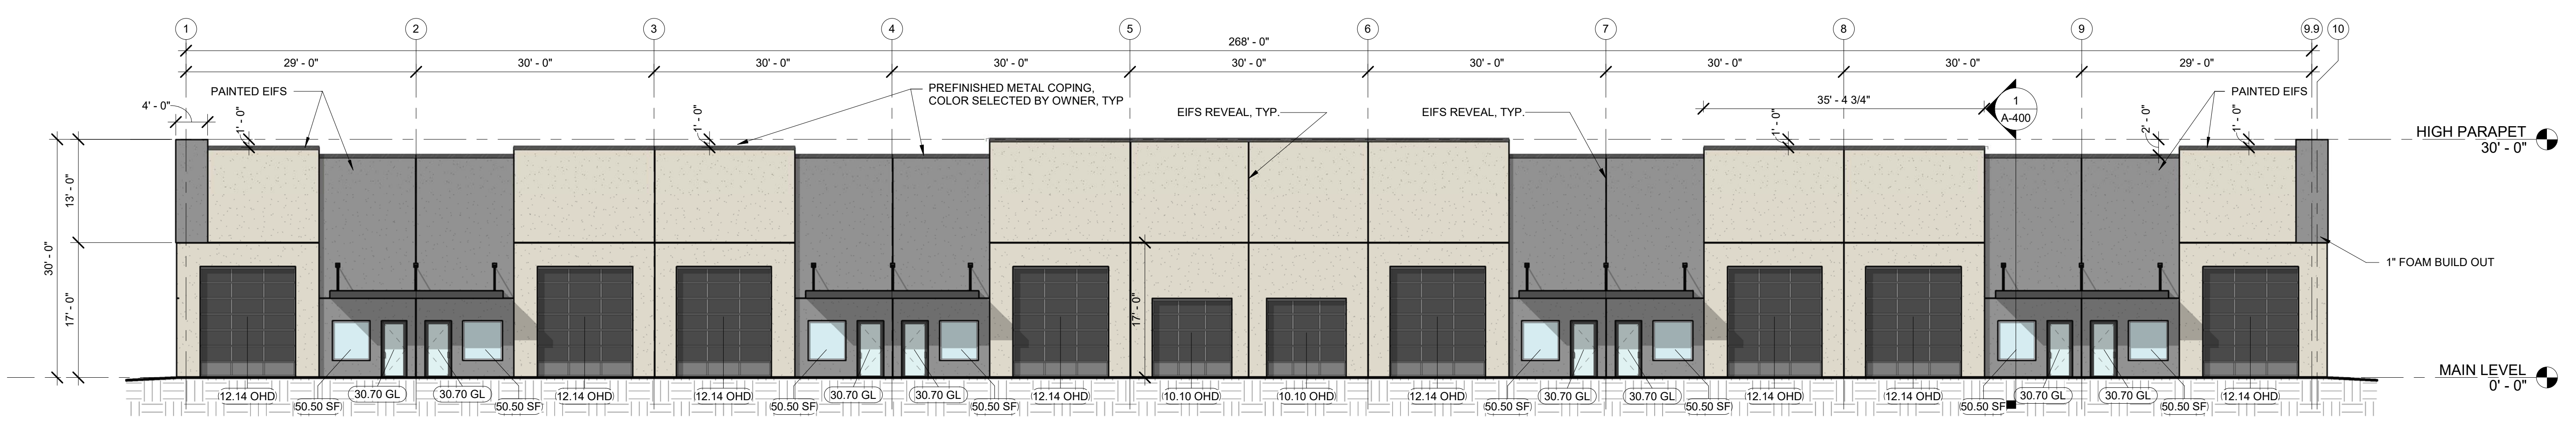 1 2 3 4 5 6 7 8 9 9.9 10
268' - 0"
29' - 0" 30' - 0" 30' - 0" 30' - 0" 30' - 0" 30' - 0" 30' - 0" 30' - 0" 29' - 0"
PAINTED EIFS
PREFINISHED METAL COPING,
COLOR SELECTED BY OWNER, TYP
EIFS REVEAL, TYP.
EIFS REVEAL, TYP.
35' - 4 3/4"
1
A-400
PAINTED EIFS
4' - 0"
1' - 0"
1' - 0"
1' - 0"
2' - 0"
1' - 0"
HIGH PARAPET
30' - 0"
13' - 0"
30' - 0"
17' - 0"
17' - 0"
1" FOAM BUILD OUT
MAIN LEVEL
0' - 0"
12.14 OHD
50.50 SF
30.70 GL
30.70 GL
50.50 SF
12.14 OHD
12.14 OHD
50.50 SF
30.70 GL
30.70 GL
50.50 SF
12.14 OHD
10.10 OHD
10.10 OHD
12.14 OHD
50.50 SF
30.70 GL
30.70 GL
50.50 SF
12.14 OHD
12.14 OHD
50.50 SF
30.70 GL
30.70 GL
50.50 SF
12.14 OHD